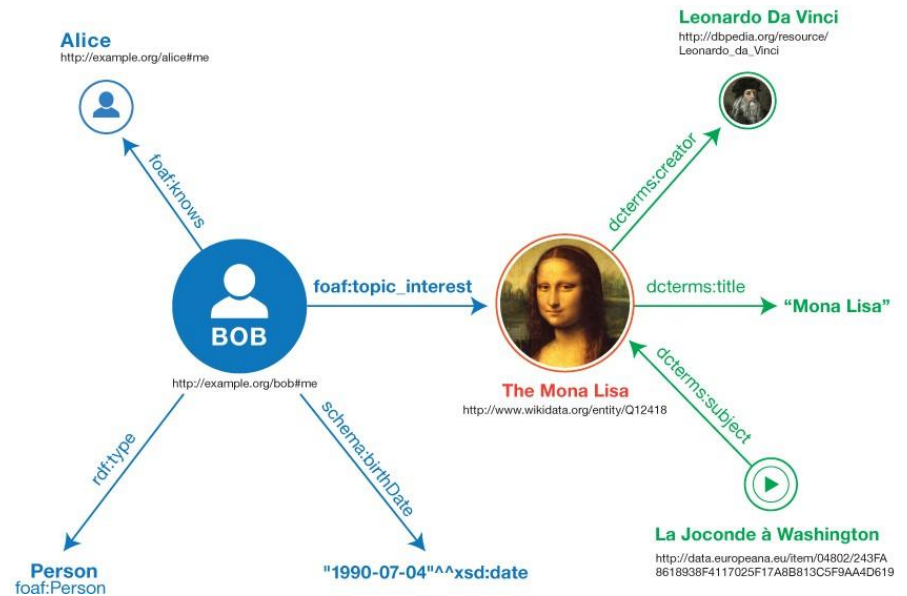 Alice
http://example.org/alice#me
Leonardo Da Vinci
http://dbpedia.org/resource/
Leonardo_da_Vinci
foaf:knows
dcterms:creator
BOB
http://example.org/bob#me
foaf:topic_interest
dcterms:title
“Mona Lisa”
The Mona Lisa
http://www.wikidata.org/entity/Q12418
dcterms:subject
rdf:type
schema:birthDate
La Joconde à Washington
http://data.europeana.eu/item/04802/243FA
8618938F4117025F17A8B813C5F9AA4D619
Person
foaf:Person
"1990-07-04"^^xsd:date